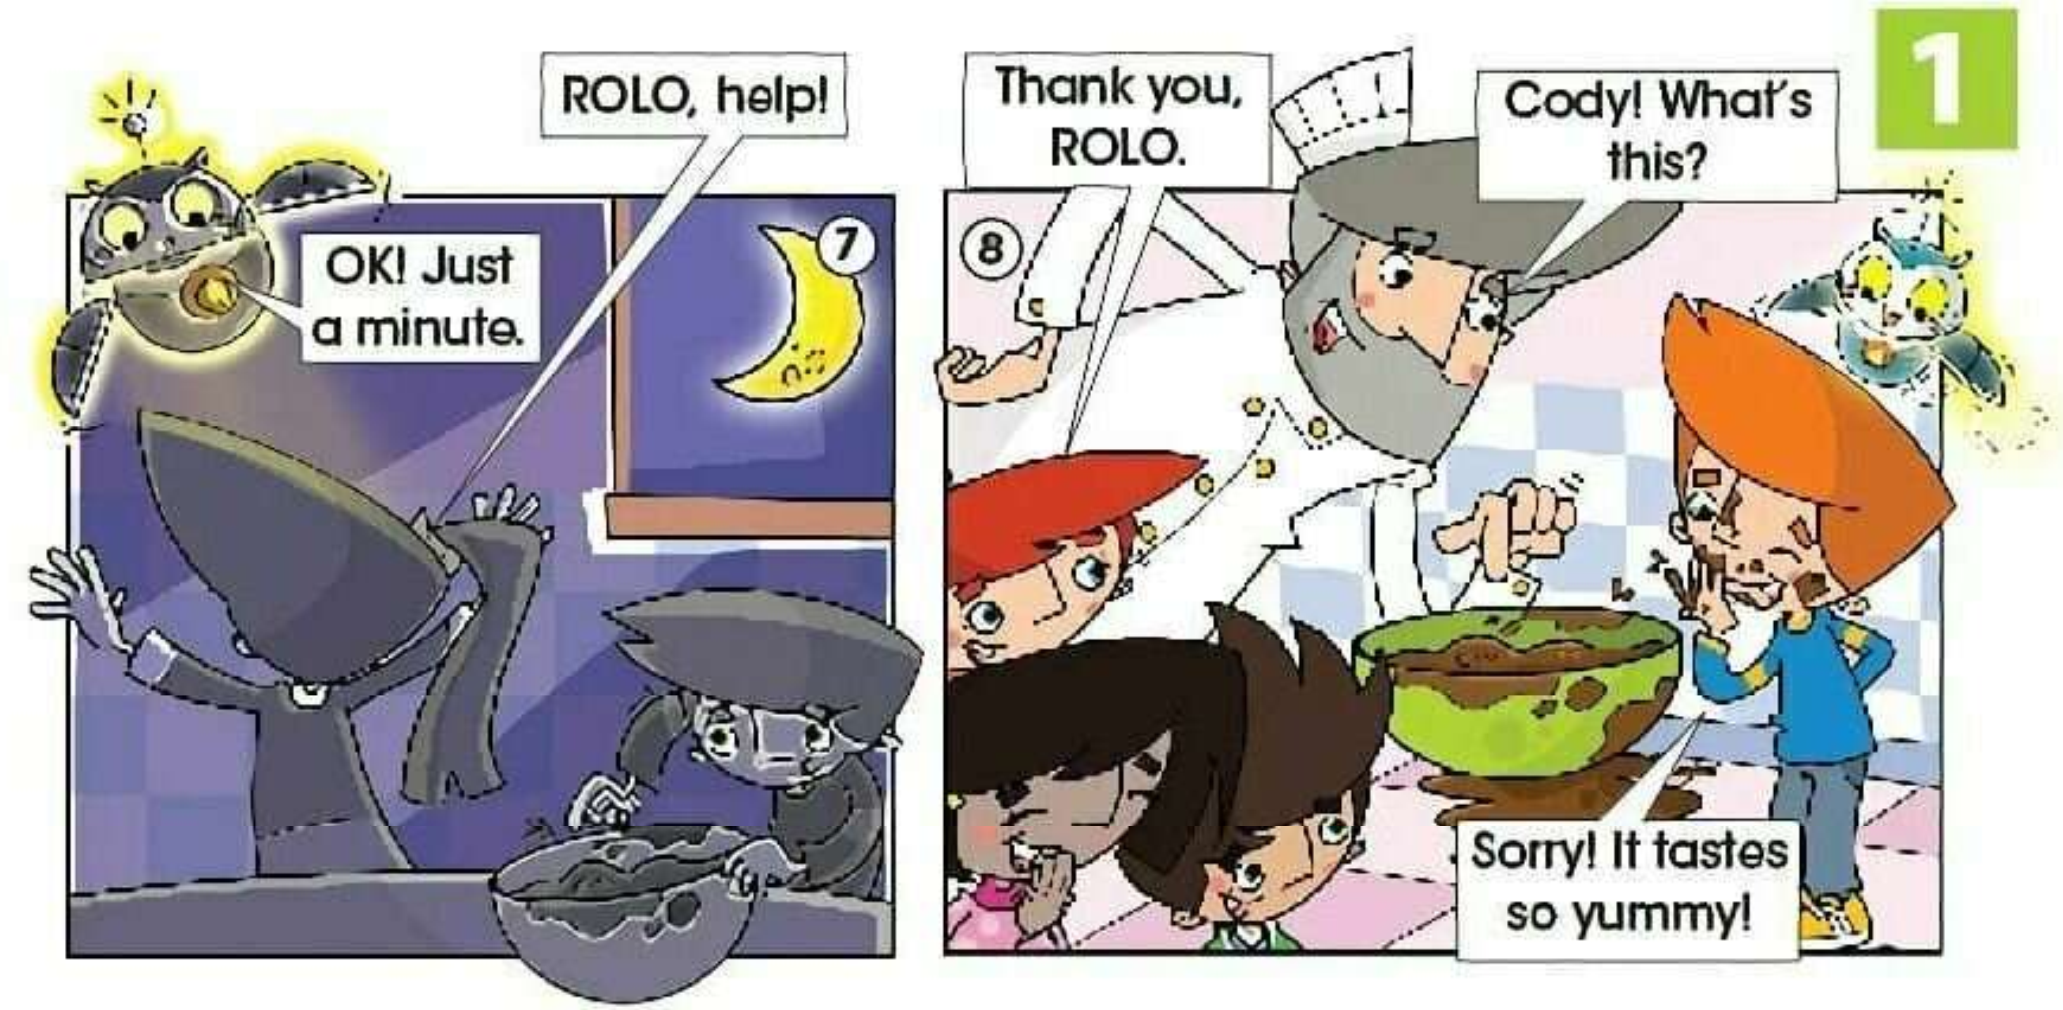 1
ROLO, help!
OK! Just
a minute.
7
Thank you,
ROLO.
Cody! What's
this?
8
Sorry! It tastes
so yummy!